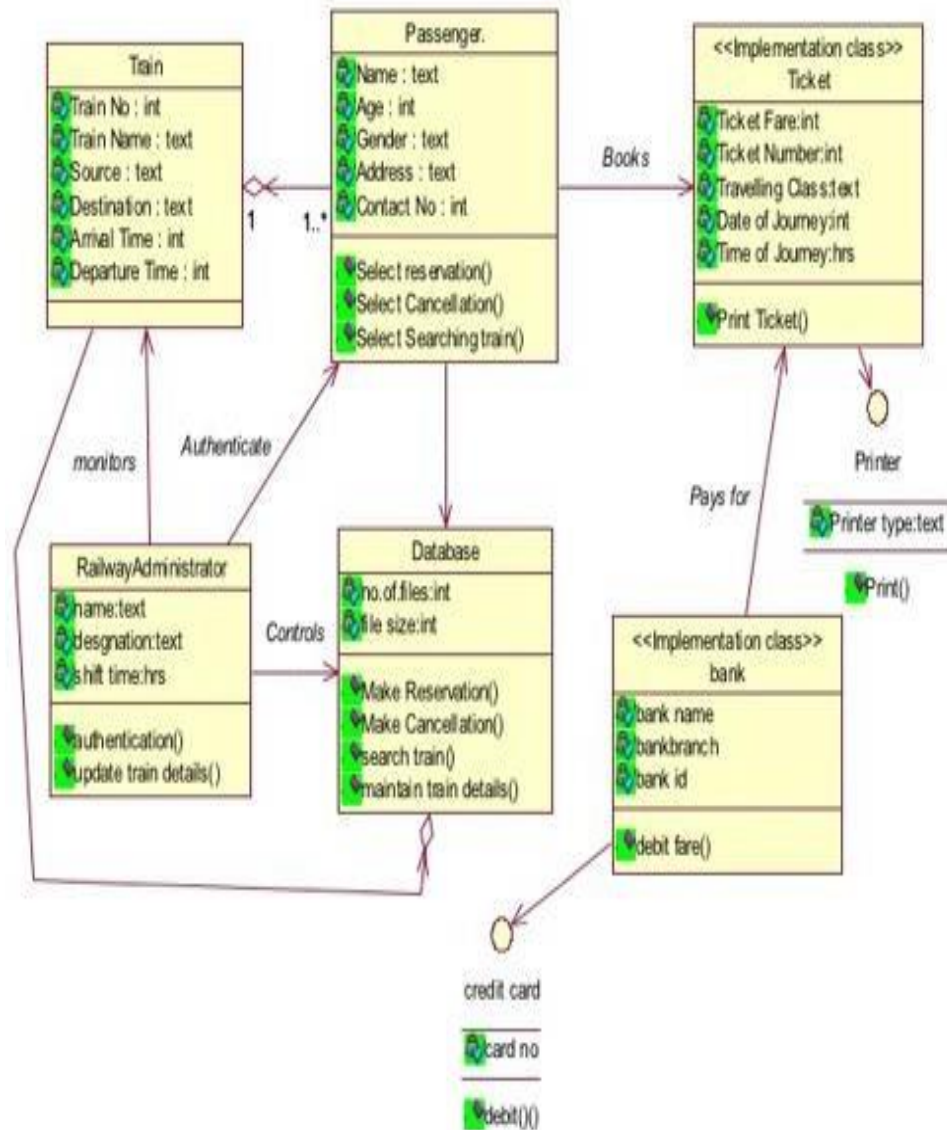 Train
Train No : int
Train Name : text
Source : text
Destination : text
Arrival Time : int
Departure Time : int
1
1..*
Passenger.
Name : text
Age : int
Gender : text
Address : text
Contact No : int
Select reservation()
Select Cancellation()
Select Searching train()
Books
<<Implementation class>>
Ticket
Ticket Fare:int
Ticket Number:int
Travelling Class:text
Date of Journey:int
Time of Journey:hrs
Print Ticket()
monitors
Authenticate
Pays for
Printer
Printer type:text
Print()
RailwayAdministrator
name:text
desgnation:text
shift time:hrs
authentication()
update train details()
Controls
Database
no.of.files:int
file size:int
Make Reservation()
Make Cancellation()
search train()
maintain train details()
<<Implementation class>>
bank
bank name
bankbranch
bank id
debit fare()
credit card
card no
debit()()